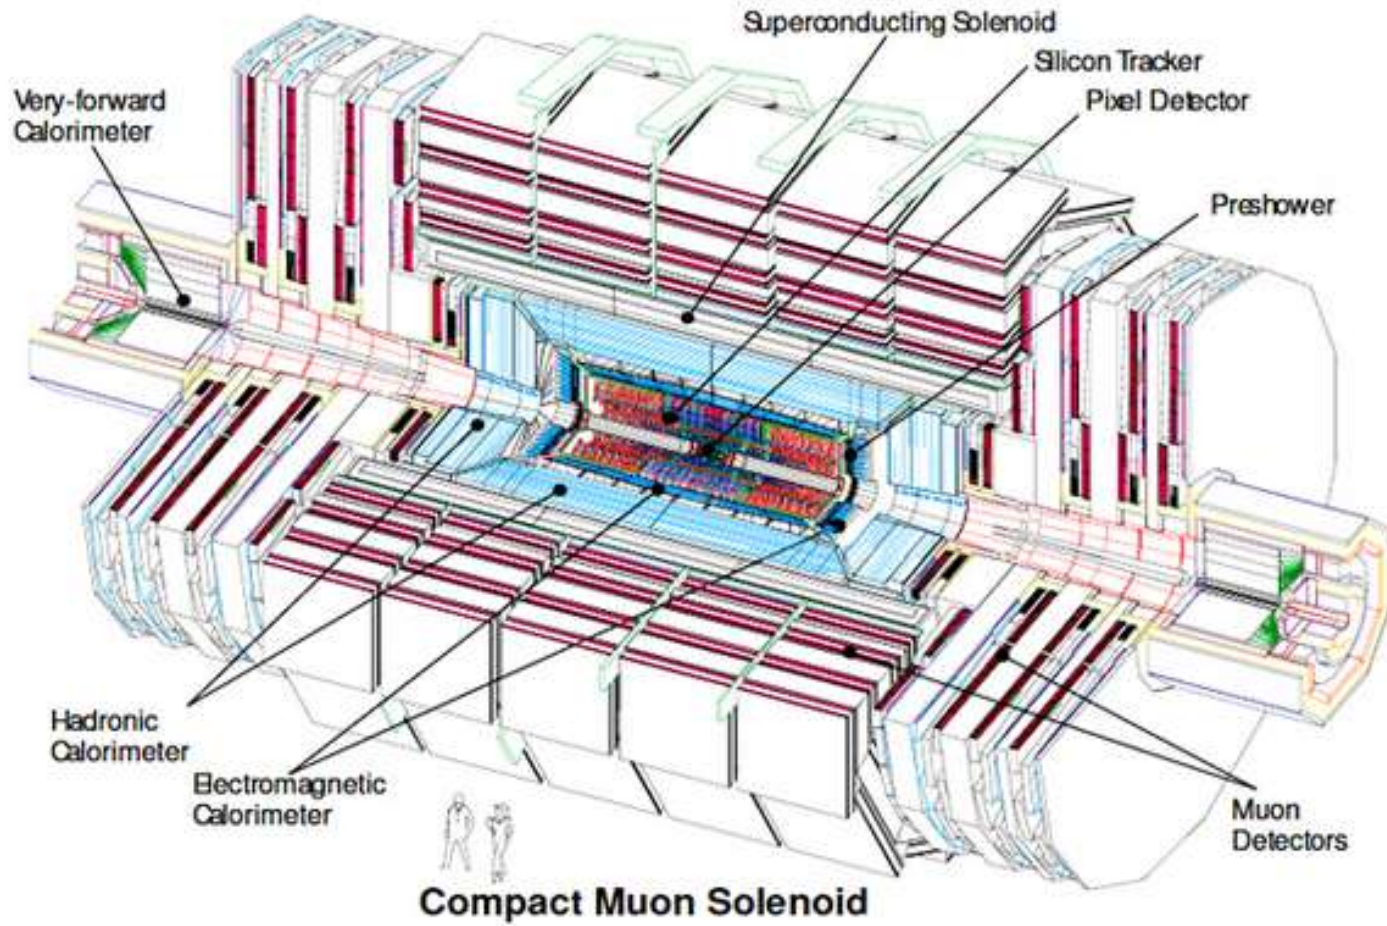 Superconducting Solenoid
Silicon Tracker
Pixel Detector
Very-forward
Calorimeter
Preshower
Hadronic
Calorimeter
Electromagnetic
Calorimeter
Muon
Detectors
Compact Muon Solenoid